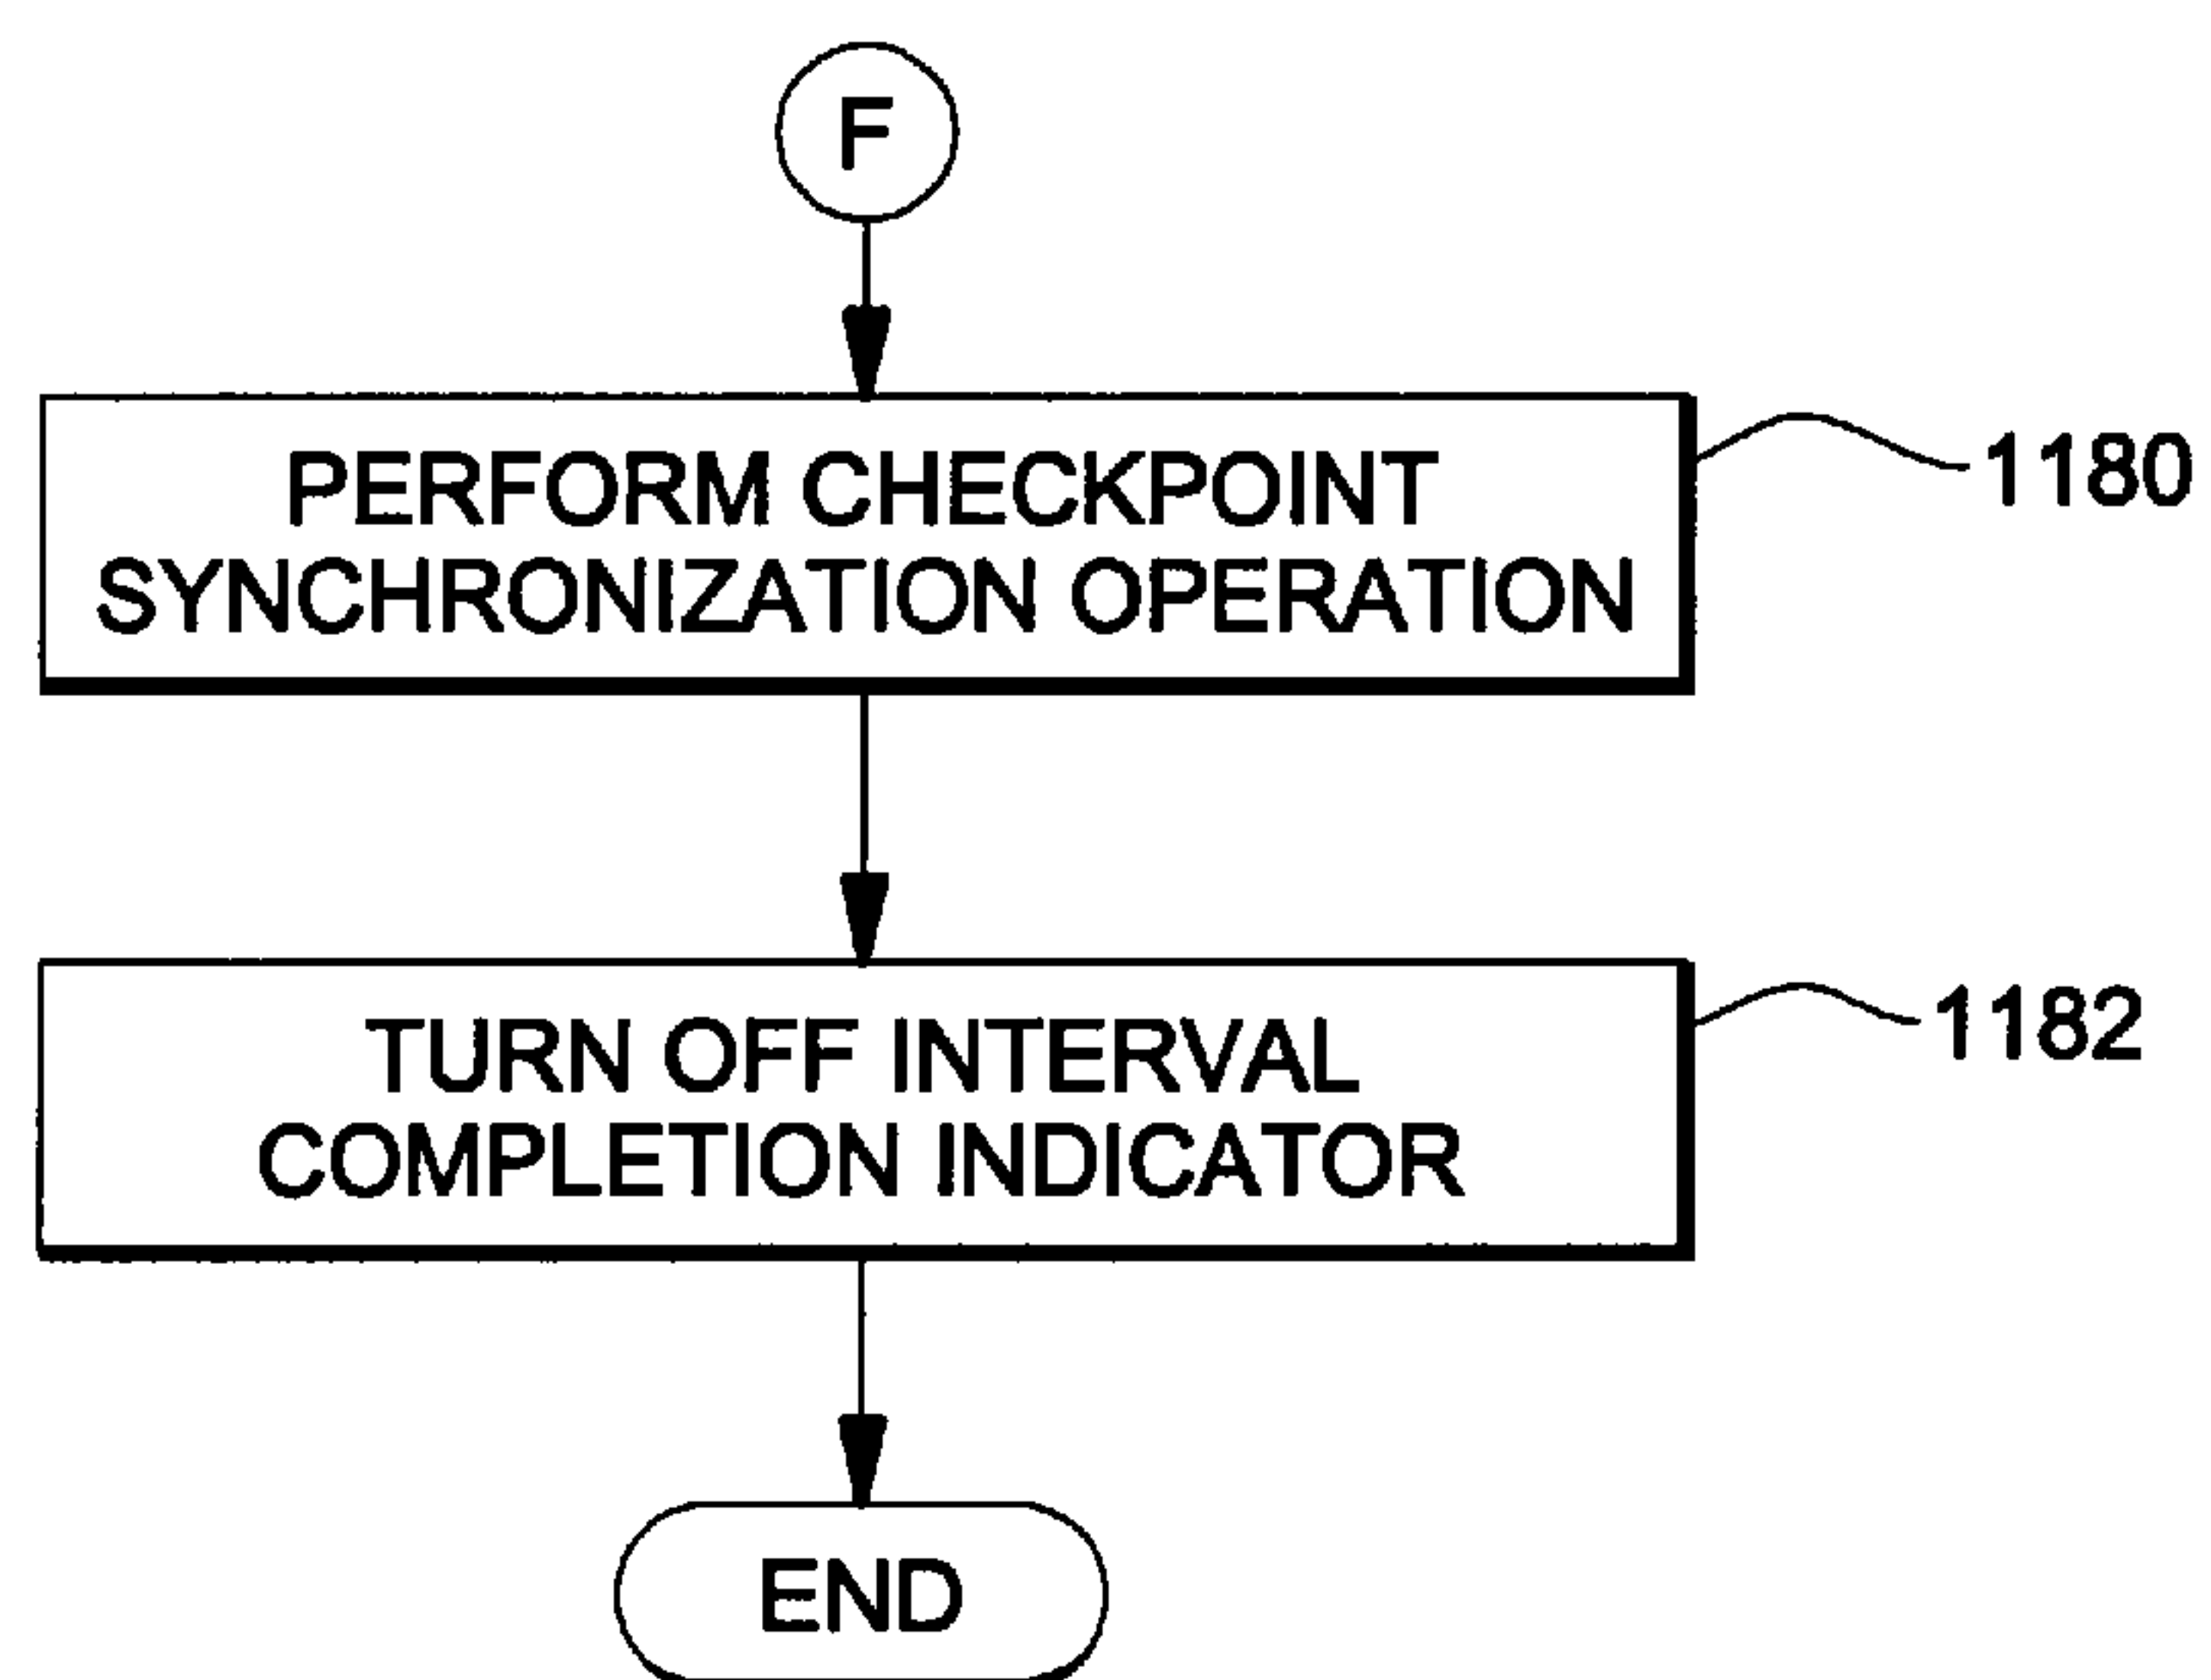 F
PERFORM CHECKPOINT
SYNCHRONIZATION OPERATION
1180
TURN OFF INTERVAL
COMPLETION INDICATOR
1182
END